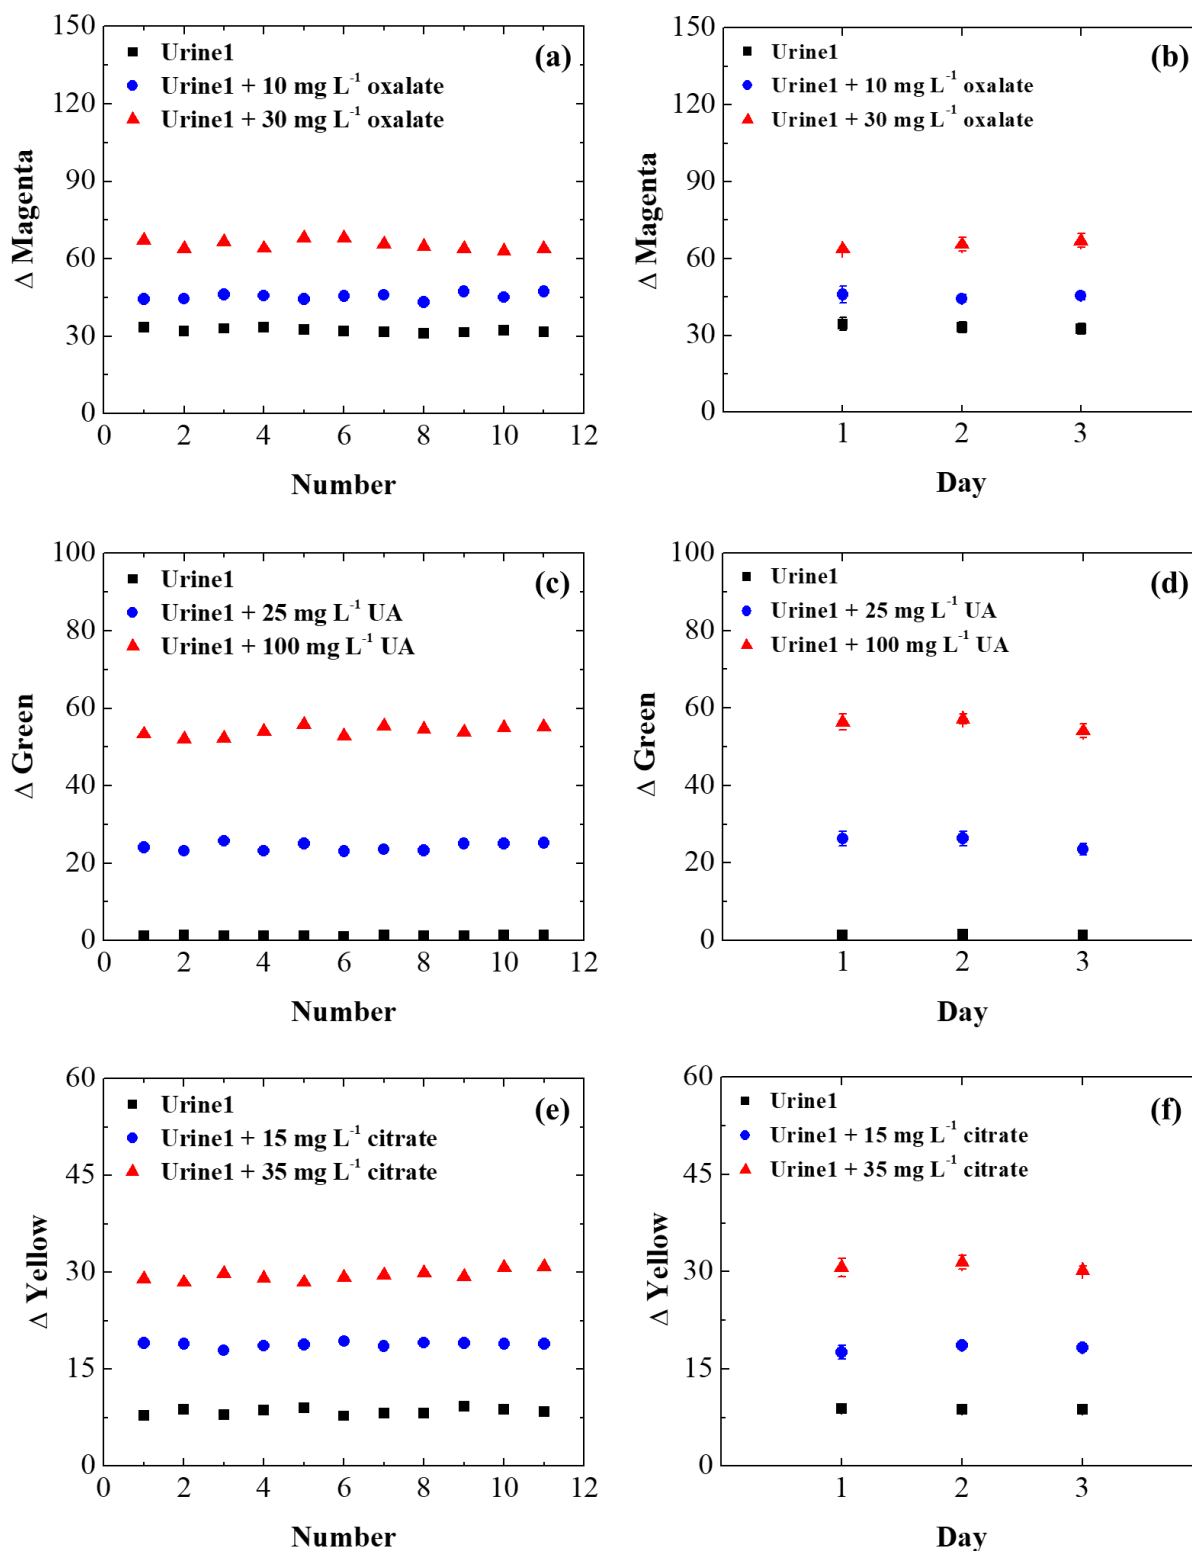 150
120
90
60
30
0
Δ Magenta
Urine1
Urine1 + 10 mg L⁻¹ oxalate
Urine1 + 30 mg L⁻¹ oxalate
(a)
0 2 4 6 8 10 12
Number
150
120
90
60
30
0
Δ Magenta
Urine1
Urine1 + 10 mg L⁻¹ oxalate
Urine1 + 30 mg L⁻¹ oxalate
(b)
1 2 3
Day
100
80
60
40
20
0
Δ Green
Urine1
Urine1 + 25 mg L⁻¹ UA
Urine1 + 100 mg L⁻¹ UA
(c)
0 2 4 6 8 10 12
Number
100
80
60
40
20
0
Δ Green
Urine1
Urine1 + 25 mg L⁻¹ UA
Urine1 + 100 mg L⁻¹ UA
(d)
1 2 3
Day
60
45
30
15
0
Δ Yellow
Urine1
Urine1 + 15 mg L⁻¹ citrate
Urine1 + 35 mg L⁻¹ citrate
(e)
0 2 4 6 8 10 12
Number
60
45
30
15
0
Δ Yellow
Urine1
Urine1 + 15 mg L⁻¹ citrate
Urine1 + 35 mg L⁻¹ citrate
(f)
1 2 3
Day